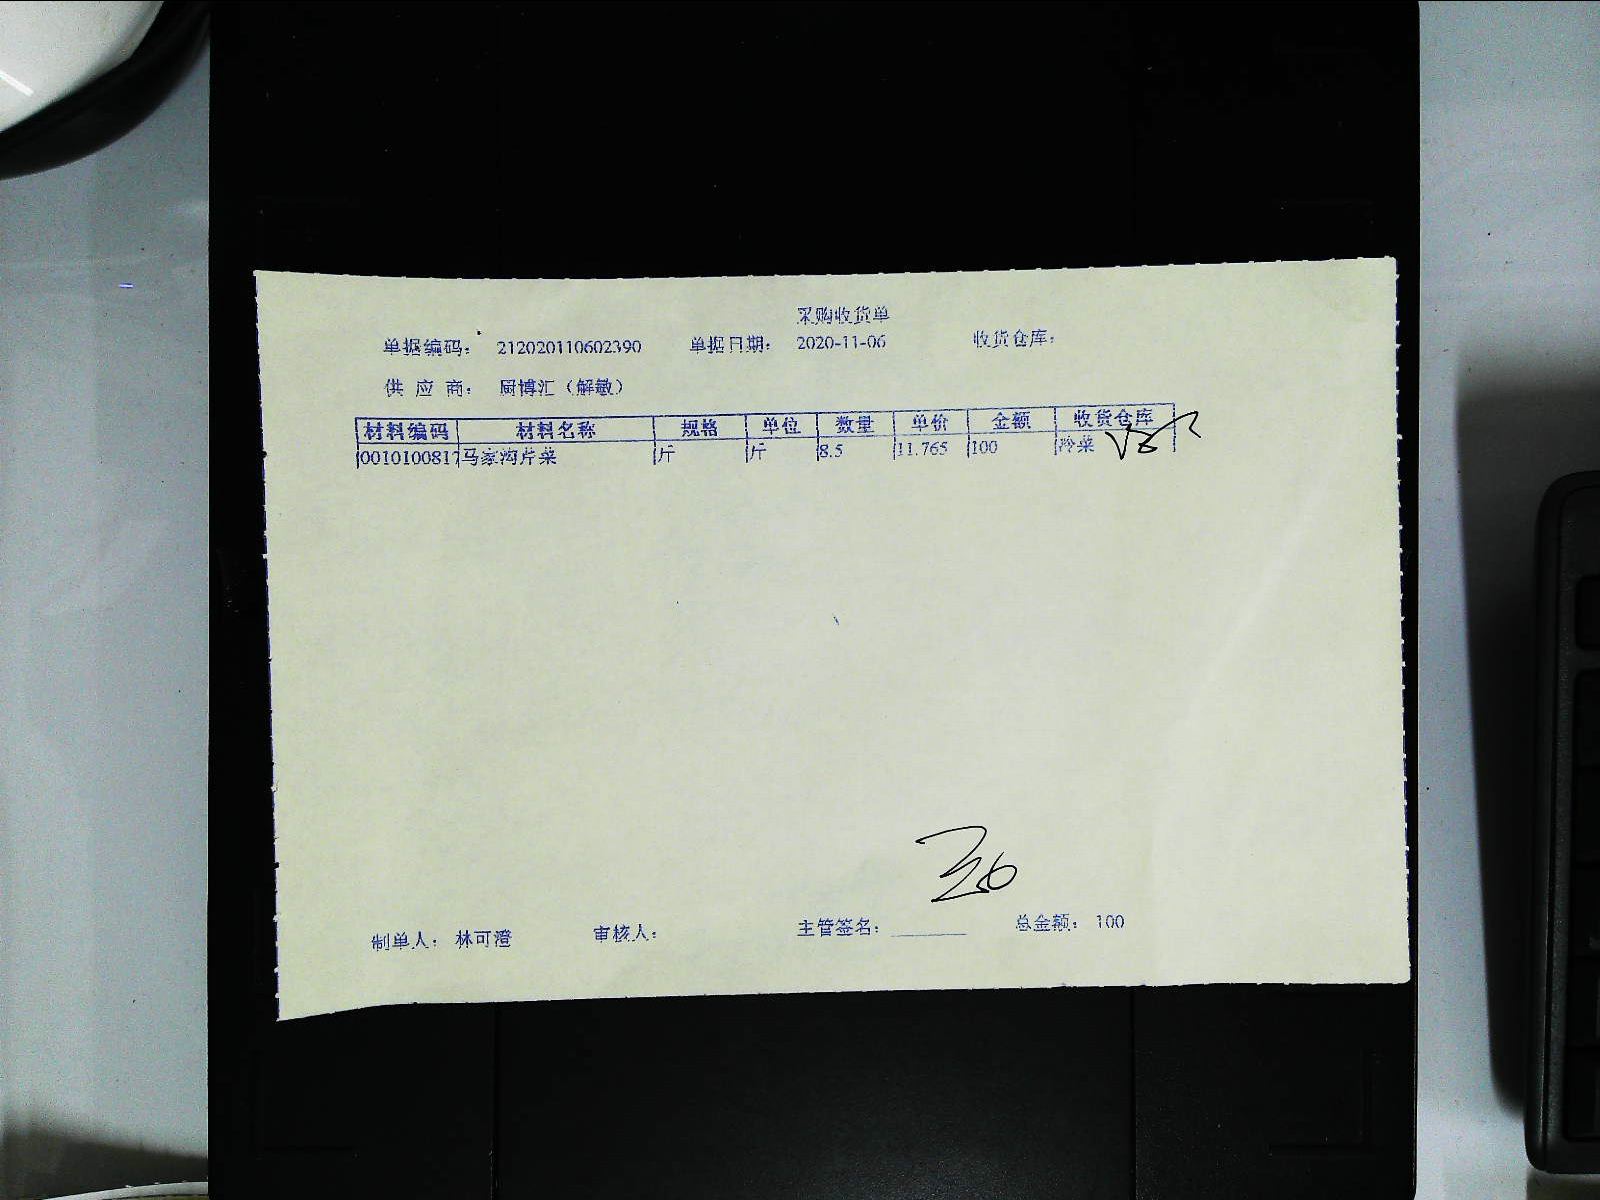 采购收货单
单据编码： 212020110602390 单据日期： 2020-11-06 收货仓库：
供 应 商： 厨博汇（解敏）
材料编码 材料名称 规格 单位 数量 单价 金额 收货仓库
0010100817 马家沟芹菜 斤 斤 8.5 11.765 100 冷菜
制单人： 林可澄 审核人： 主管签名： 总金额： 100